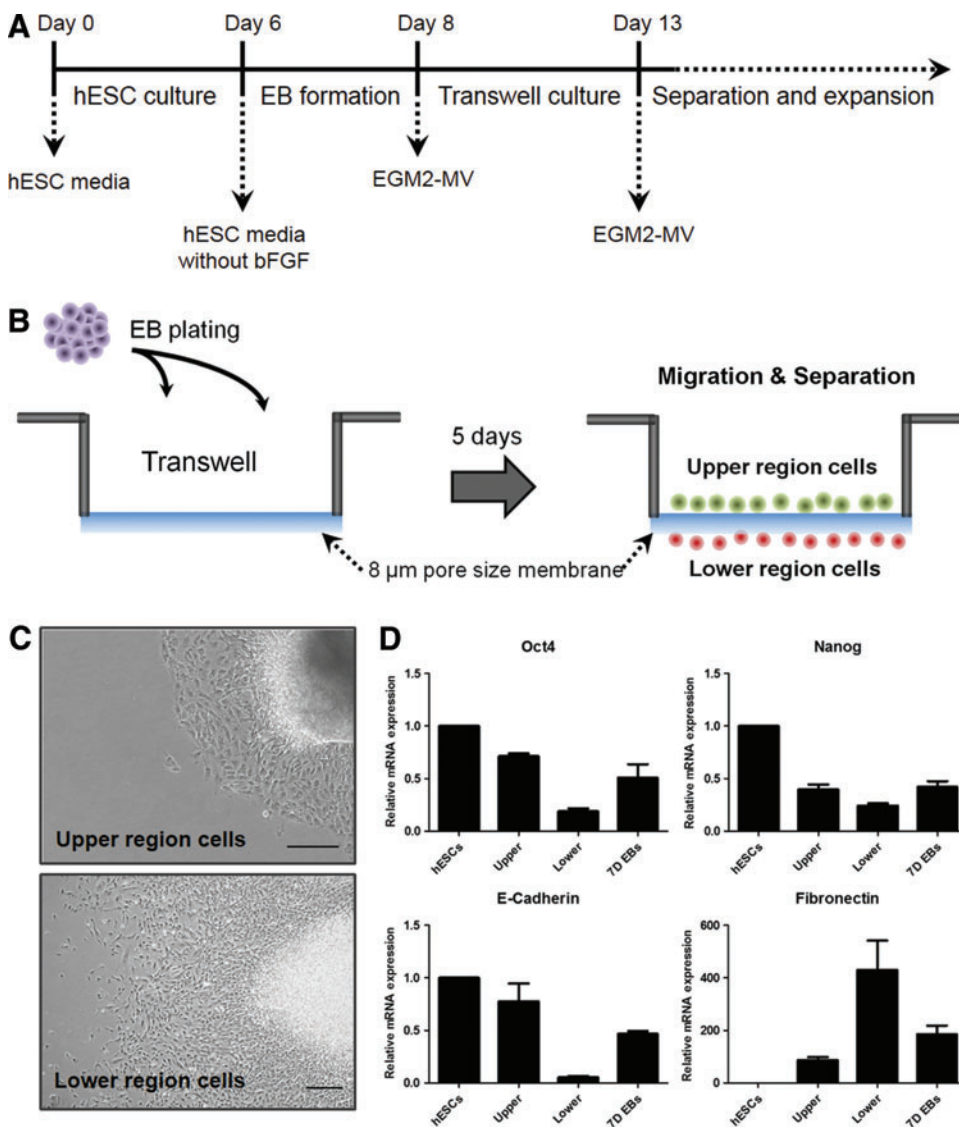 A
Day 0
Day 6
Day 8
Day 13
hESC culture
EB formation
Transwell culture
Separation and expansion
hESC media
hESC media
without bFGF
EGM2-MV
EGM2-MV
B
EB plating
Transwell
5 days
Migration & Separation
Upper region cells
8 µm pore size membrane
Lower region cells
C
Upper region cells
Lower region cells
D
Oct4
Relative mRNA expression
1.5
1.0
0.5
0.0
hESCs
Upper
Lower
7D EBs
Nanog
Relative mRNA expression
1.5
1.0
0.5
0.0
hESCs
Upper
Lower
7D EBs
E-Cadherin
Relative mRNA expression
1.5
1.0
0.5
0.0
hESCs
Upper
Lower
7D EBs
Fibronectin
Relative mRNA expression
600
400
200
0
hESCs
Upper
Lower
7D EBs